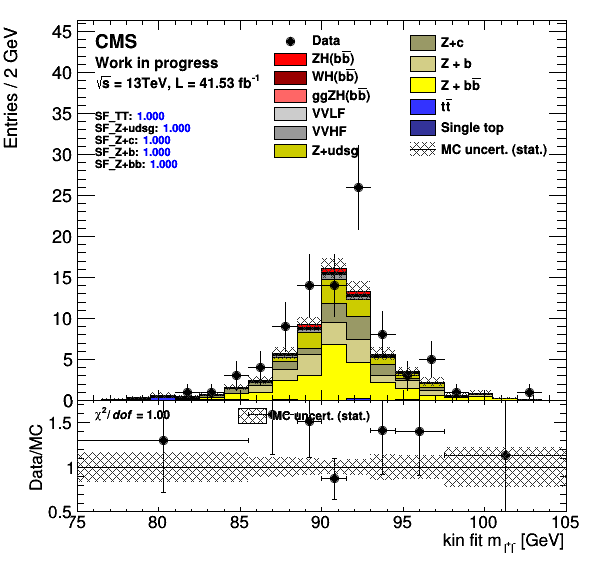 Entries / 2 GeV
45
40
35
30
25
20
15
10
5
0
CMS
Work in progress
√s = 13TeV, L = 41.53 fb⁻¹
SF_TT: 1.000
SF_Z+udsg: 1.000
SF_Z+c: 1.000
SF_Z+b: 1.000
SF_Z+bb: 1.000
Data
ZH(bb̅)
WH(bb̅)
ggZH(bb̅)
VVLF
VVHF
Z+udsg
Z+c
Z + b
Z + bb̅
tt̅
Single top
MC uncert. (stat.)
Data/MC
1.5
1
0.5
χ²/dof = 1.00
MC uncert. (stat.)
75 80 85 90 95 100 105
kin fit m_l⁺l⁻ [GeV]